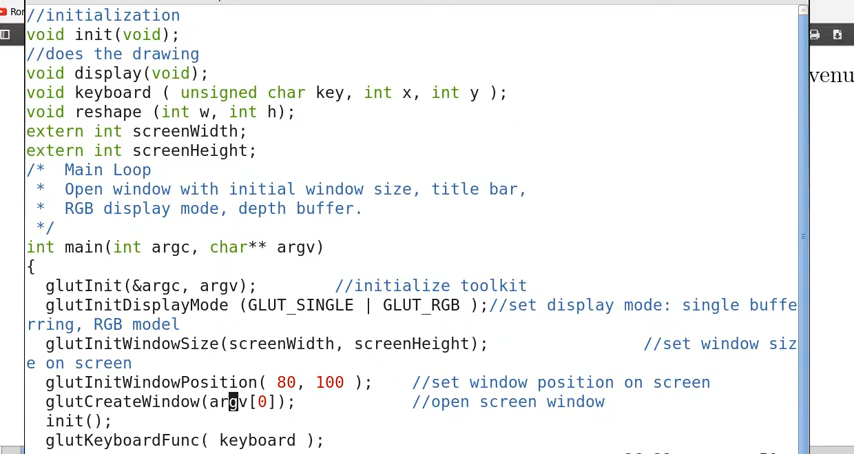 Ror
//initialization
void init(void);
//does the drawing
void display(void);
venu
void keyboard ( unsigned char key, int x, int y );
void reshape (int w, int h);
extern int screenWidth;
extern int screenHeight;
/*  Main Loop
 *  Open window with initial window size, title bar,
 *  RGB display mode, depth buffer.
 */
int main(int argc, char** argv)
{
  glutInit(&argc, argv);        //initialize toolkit
  glutInitDisplayMode (GLUT_SINGLE | GLUT_RGB );//set display mode: single buffe
rring, RGB model
  glutInitWindowSize(screenWidth, screenHeight);                //set window siz
e on screen
  glutInitWindowPosition( 80, 100 );    //set window position on screen
  glutCreateWindow(argv[0]);            //open screen window
  init();
  glutKeyboardFunc( keyboard );